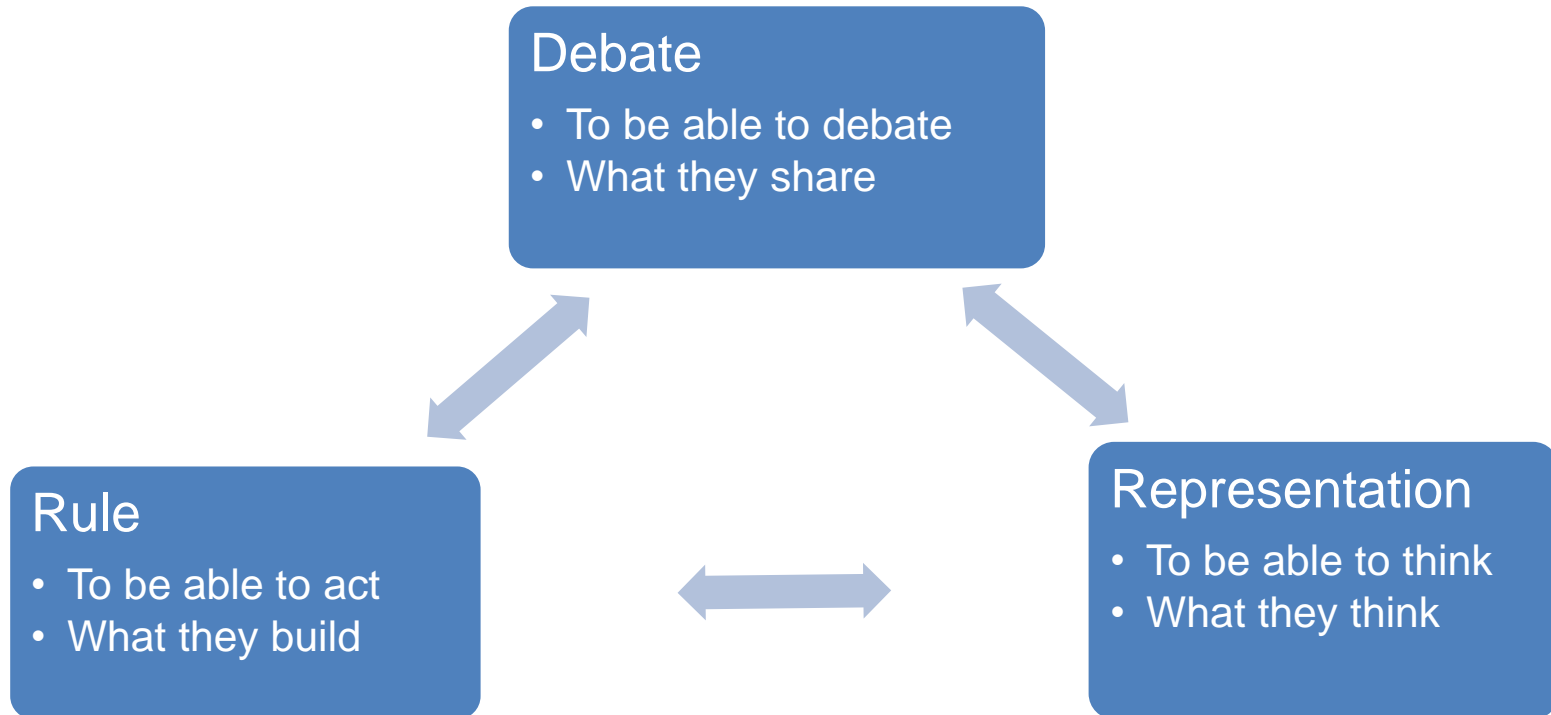 Debate
• To be able to debate
• What they share
Rule
• To be able to act
• What they build
Representation
• To be able to think
• What they think